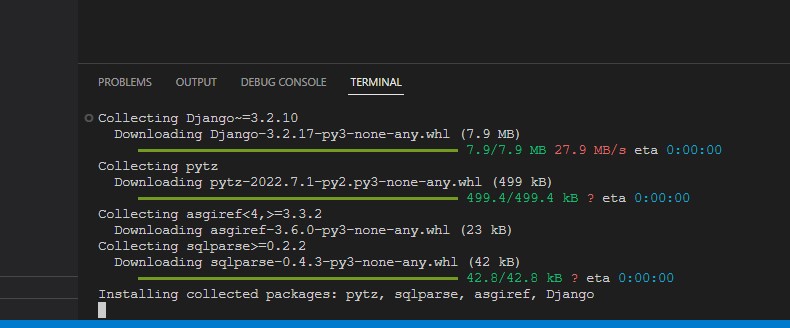 PROBLEMS OUTPUT DEBUG CONSOLE TERMINAL
Collecting Django~=3.2.10
Downloading Django-3.2.17-py3-none-any.whl (7.9 MB)
7.9/7.9 MB 27.9 MB/s eta 0:00:00
Collecting pytz
Downloading pytz-2022.7.1-py2.py3-none-any.whl (499 kB)
499.4/499.4 kB ? eta 0:00:00
Collecting asgiref<4,>=3.3.2
Downloading asgiref-3.6.0-py3-none-any.whl (23 kB)
Collecting sqlparse>=0.2.2
Downloading sqlparse-0.4.3-py3-none-any.whl (42 kB)
42.8/42.8 kB ? eta 0:00:00
Installing collected packages: pytz, sqlparse, asgiref, Django